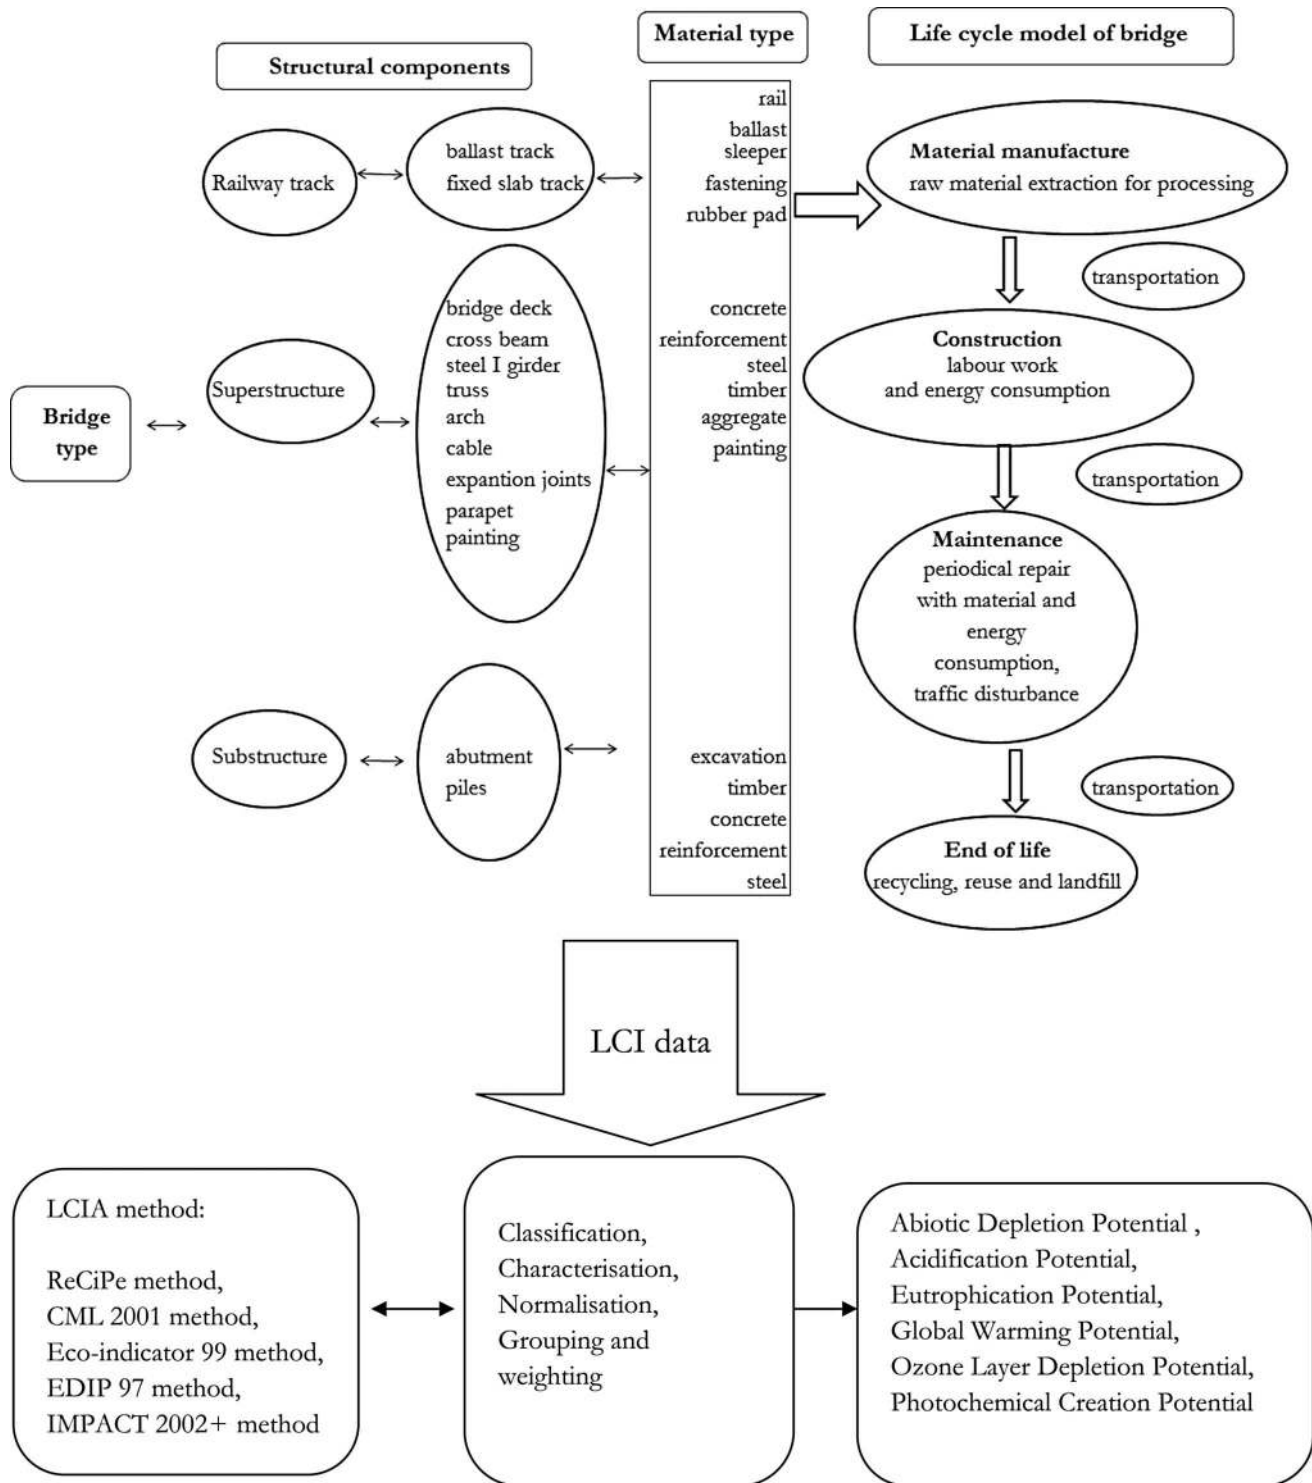 Structural components
Material type
Life cycle model of bridge
Bridge
type
Railway track
ballast track
fixed slab track
Superstructure
bridge deck
cross beam
steel I girder
truss
arch
cable
expantion joints
parapet
painting
Substructure
abutment
piles
rail
ballast
sleeper
fastening
rubber pad
concrete
reinforcement
steel
timber
aggregate
painting
excavation
timber
concrete
reinforcement
steel
Material manufacture
raw material extraction for processing
transportation
Construction
labour work
and energy consumption
transportation
Maintenance
periodical repair
with material and
energy
consumption,
traffic disturbance
transportation
End of life
recycling, reuse and landfill
LCI data
LCIA method:
ReCiPe method,
CML 2001 method,
Eco-indicator 99 method,
EDIP 97 method,
IMPACT 2002+ method
Classification,
Characterisation,
Normalisation,
Grouping and
weighting
Abiotic Depletion Potential ,
Acidification Potential,
Eutrophication Potential,
Global Warming Potential,
Ozone Layer Depletion Potential,
Photochemical Creation Potential